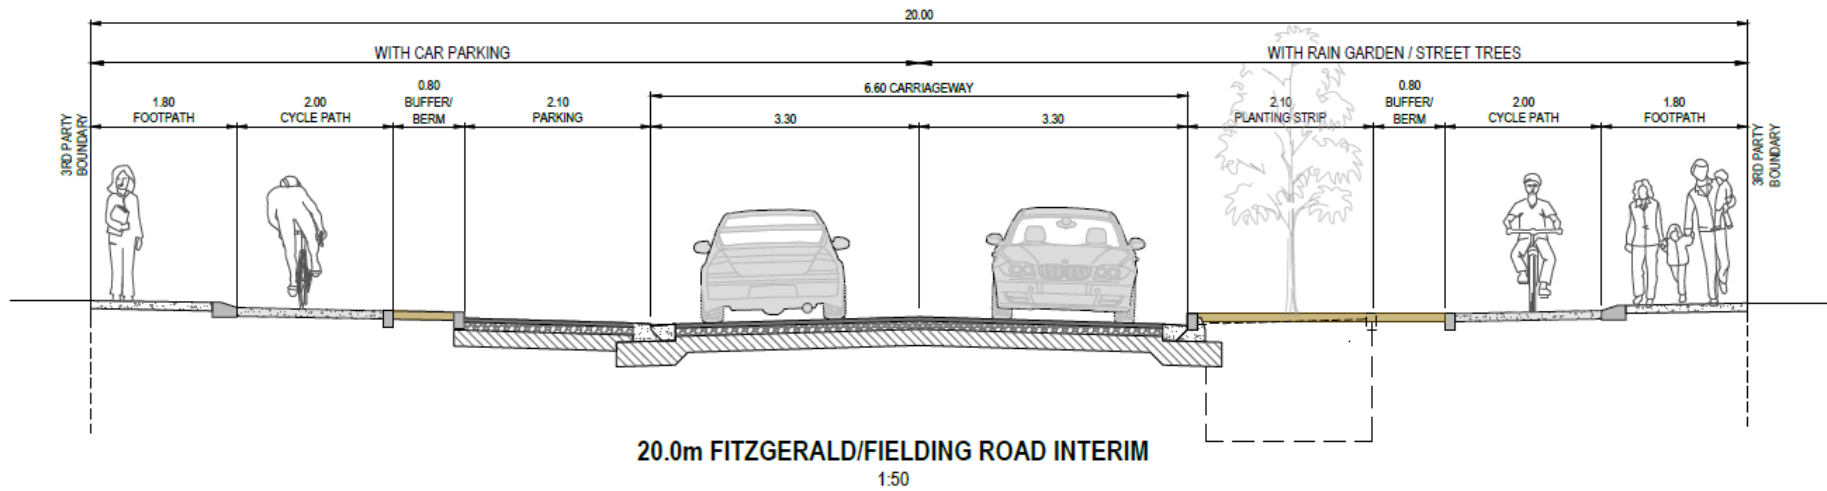 20.00
WITH CAR PARKING
WITH RAIN GARDEN / STREET TREES
6.60 CARRIAGEWAY
3RD PARTY
BOUNDARY
1.80
FOOTPATH
2.00
CYCLE PATH
0.80
BUFFER/
BERM
2.10
PARKING
3.30
3.30
2.10
PLANTING STRIP
0.80
BUFFER/
BERM
2.00
CYCLE PATH
1.80
FOOTPATH
3RD PARTY
BOUNDARY
20.0m FITZGERALD/FIELDING ROAD INTERIM
1:50